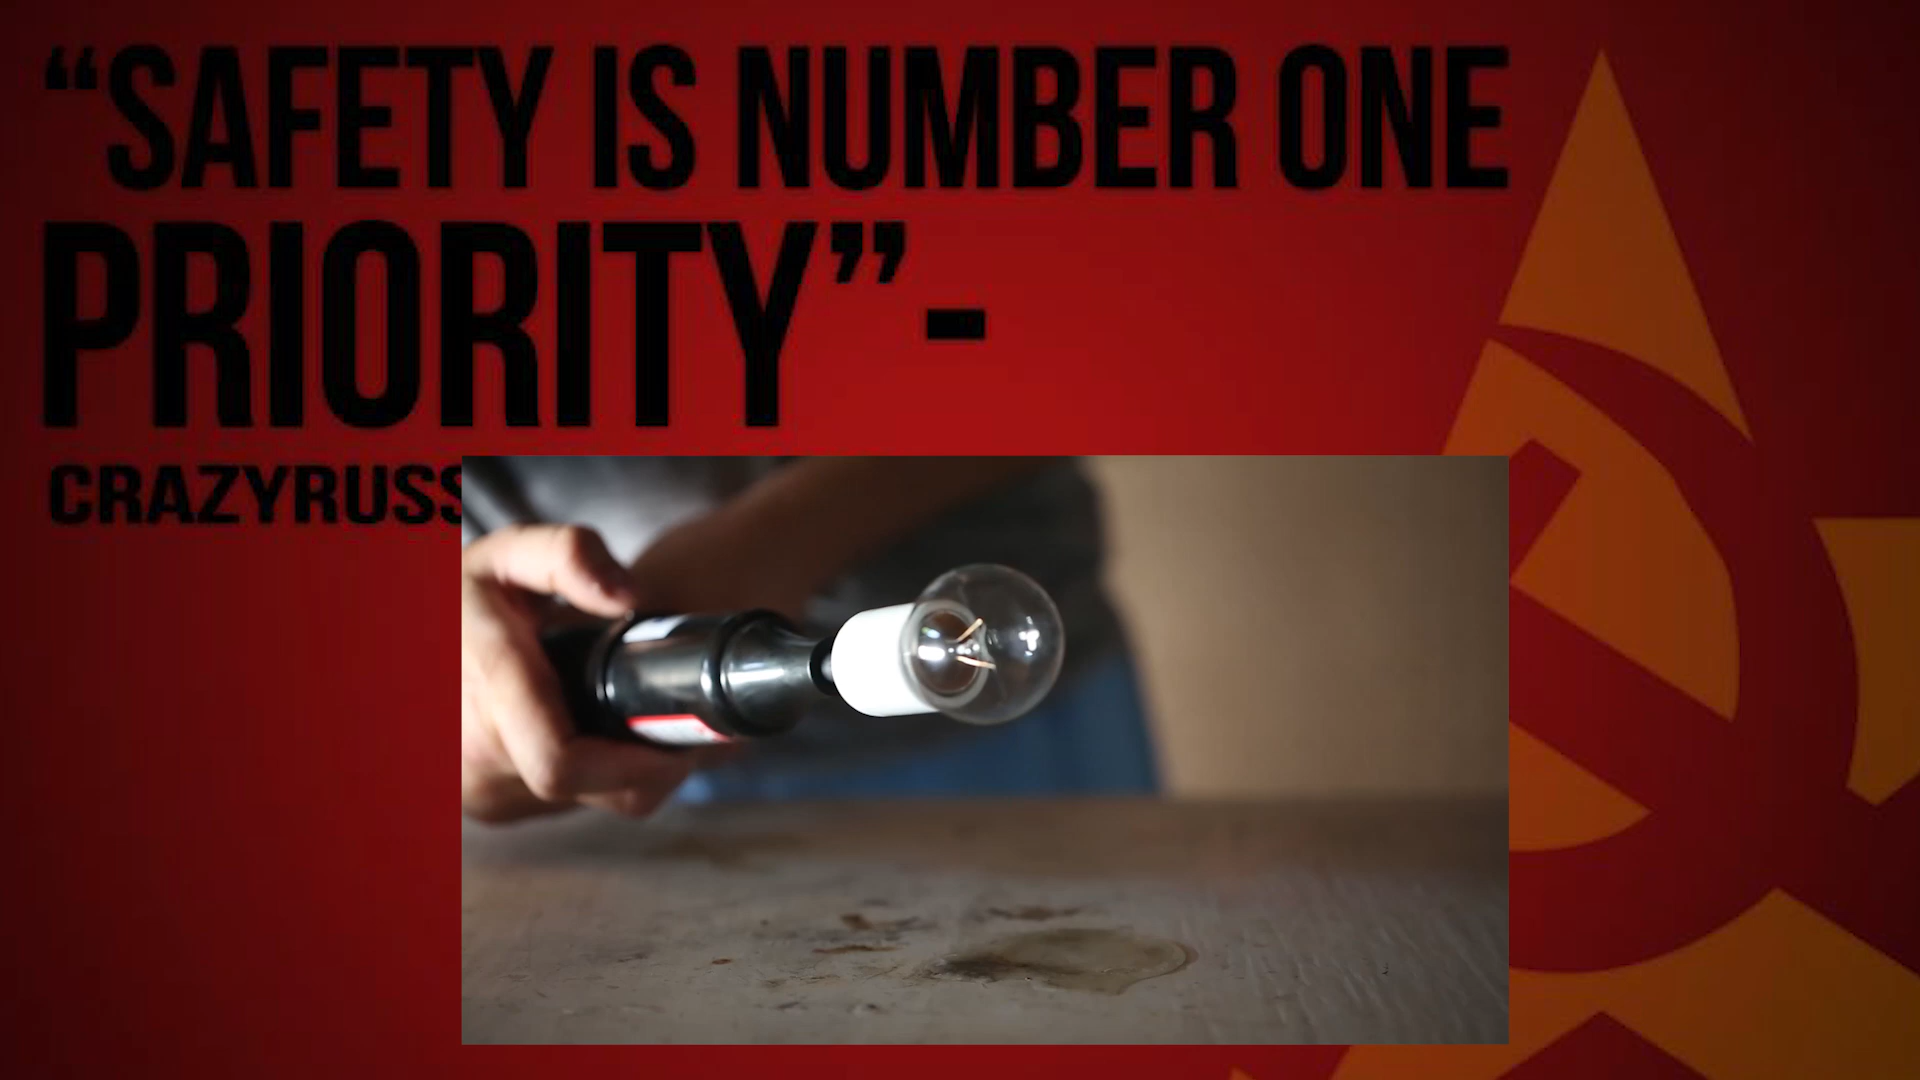 “SAFETY IS NUMBER ONE
PRIORITY”-
CRAZYRUSS